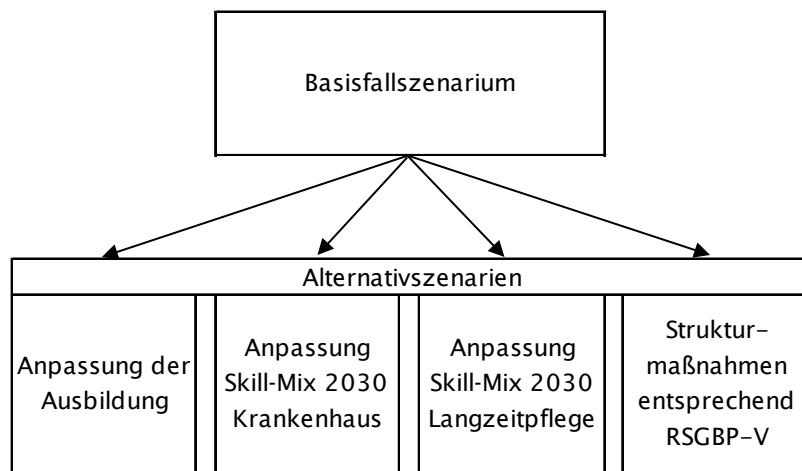 Basisfallszenarium
Alternativszenarien
Anpassung der
Ausbildung
Anpassung
Skill-Mix 2030
Krankenhaus
Anpassung
Skill-Mix 2030
Langzeitpflege
Struktur-
maßnahmen
entsprechend
RSGBP-V